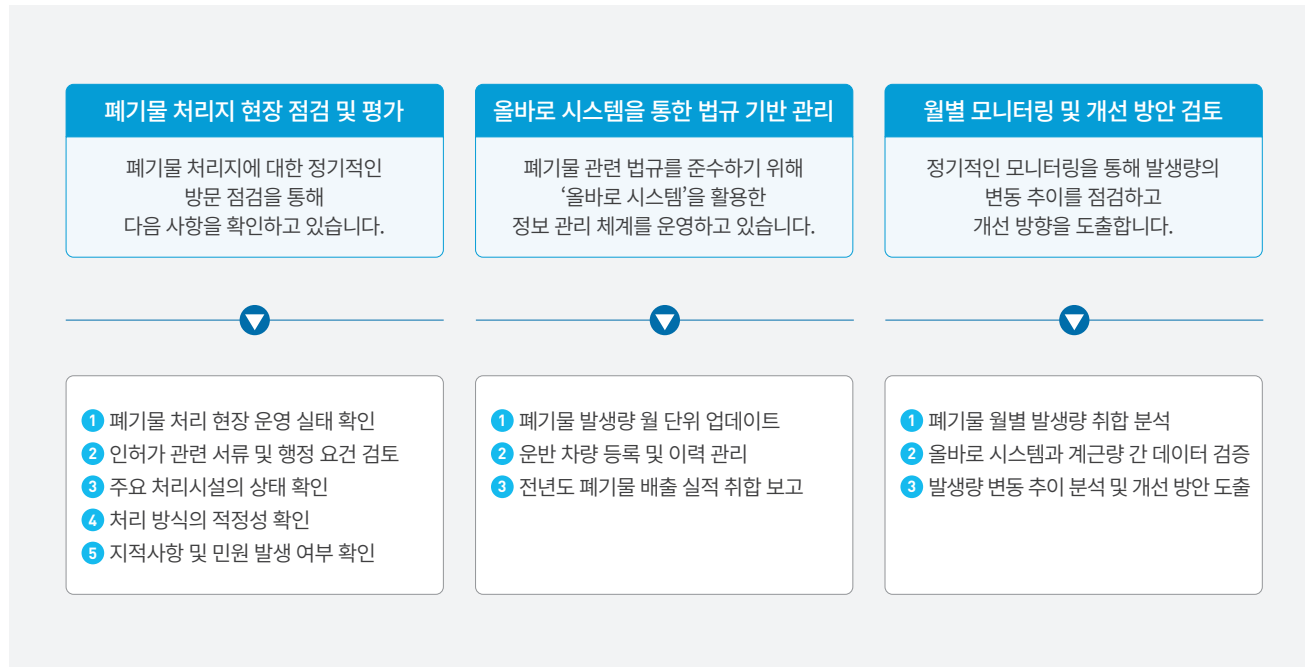 폐기물 처리지 현장 점검 및 평가
폐기물 처리지에 대한 정기적인
방문 점검을 통해
다음 사항을 확인하고 있습니다.
1 폐기물 처리 현장 운영 실태 확인
2 인허가 관련 서류 및 행정 요건 검토
3 주요 처리시설의 상태 확인
4 처리 방식의 적정성 확인
5 지적사항 및 민원 발생 여부 확인
올바로 시스템을 통한 법규 기반 관리
폐기물 관련 법규를 준수하기 위해
‘올바로 시스템’을 활용한
정보 관리 체계를 운영하고 있습니다.
1 폐기물 발생량 월 단위 업데이트
2 운반 차량 등록 및 이력 관리
3 전년도 폐기물 배출 실적 취합 보고
월별 모니터링 및 개선 방안 검토
정기적인 모니터링을 통해 발생량의
변동 추이를 점검하고
개선 방향을 도출합니다.
1 폐기물 월별 발생량 취합 분석
2 올바로 시스템과 계근량 간 데이터 검증
3 발생량 변동 추이 분석 및 개선 방안 도출